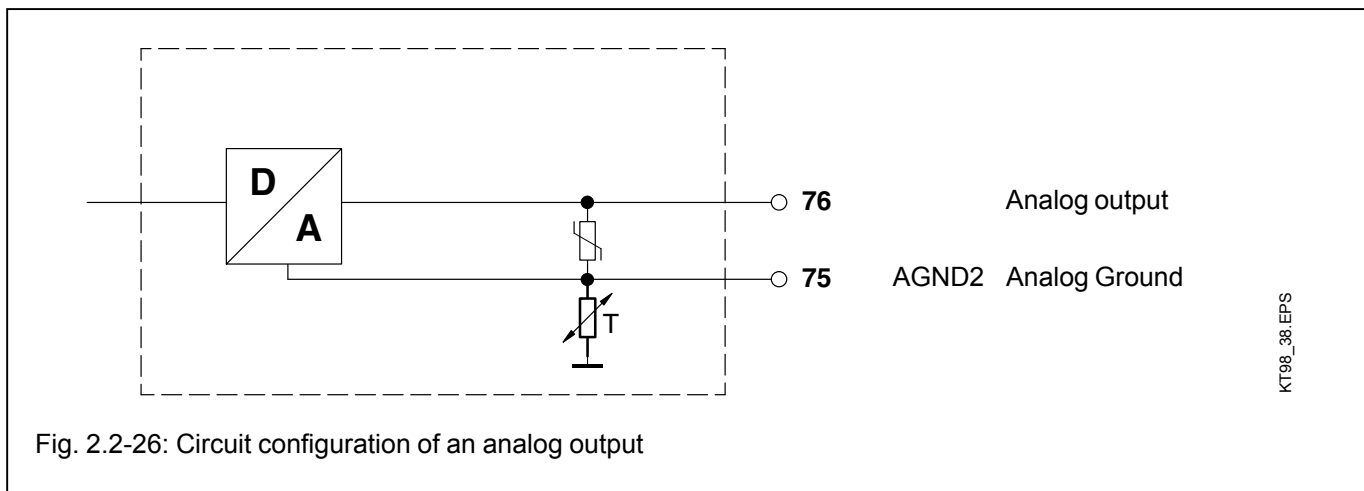 D
A
76 Analog output
75 AGND2 Analog Ground
T
KT98_38.EPS
Fig. 2.2-26: Circuit configuration of an analog output